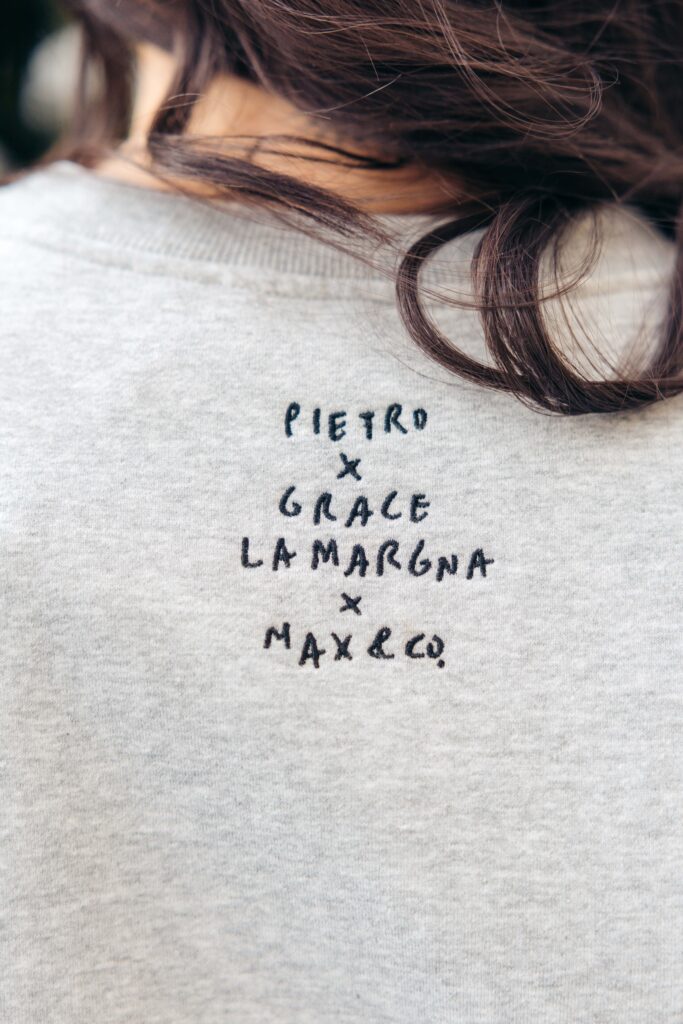 PIETRO
X
GRACE
LA MARGNA
X
MAX & CO.